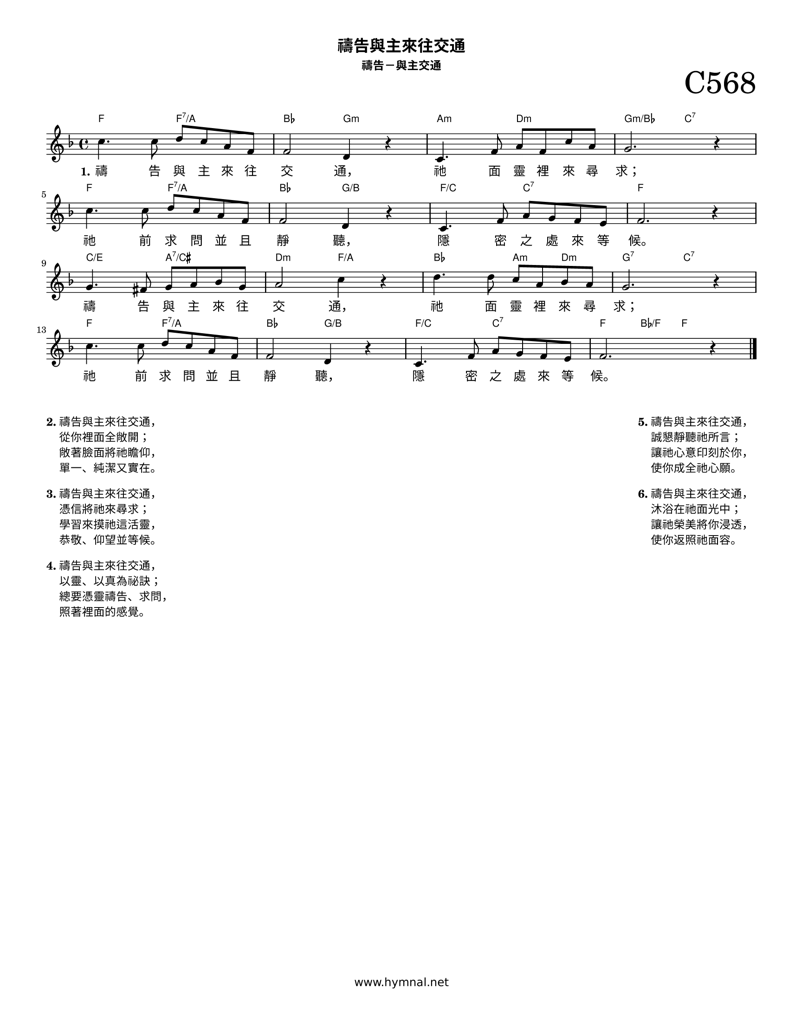 禱告與主來往交通
禱告－與主交通
C568
F F7/A B♭ Gm Am Dm Gm/B♭ C7
1. 禱 告 與 主 來 往 交 通， 祂 面 靈 裡 來 尋 求；
5
F F7/A B♭ G/B F/C C7 F
祂 前 求 問 並 且 靜 聽， 隱 密 之 處 來 等 候。
9
C/E A7/C♯ Dm F/A B♭ Am Dm G7 C7
禱 告 與 主 來 往 交 通， 祂 面 靈 裡 來 尋 求；
13
F F7/A B♭ G/B F/C C7 F B♭/F F
祂 前 求 問 並 且 靜 聽， 隱 密 之 處 來 等 候。
2. 禱告與主來往交通，
從你裡面全敞開；
敞著臉面將祂瞻仰，
單一、純潔又實在。
3. 禱告與主來往交通，
憑信將祂來尋求；
學習來摸祂這活靈，
恭敬、仰望並等候。
4. 禱告與主來往交通，
以靈、以真為祕訣；
總要憑靈禱告、求問，
照著裡面的感覺。
5. 禱告與主來往交通，
誠懇靜聽祂所言；
讓祂心意印刻於你，
使你成全祂心願。
6. 禱告與主來往交通，
沐浴在祂面光中；
讓祂榮美將你浸透，
使你返照祂面容。
www.hymnal.net